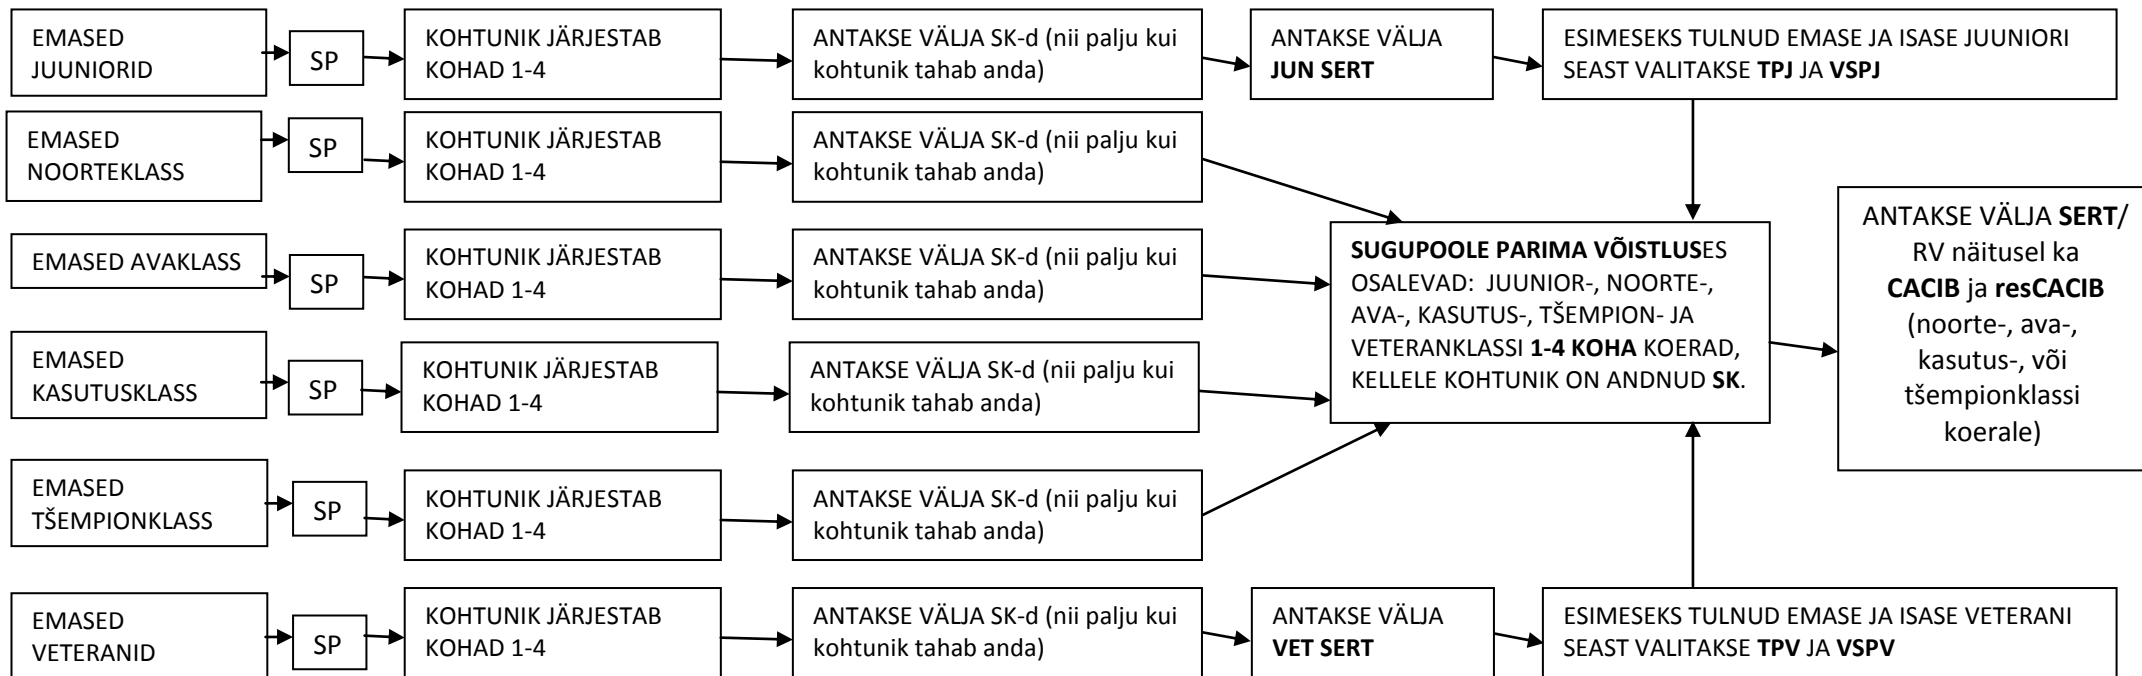 EMASED
JUUNIORID
SP
KOHTUNIK JÄRJESTAB
KOHAD 1-4
ANTAKSE VÄLJA SK-d (nii palju kui
kohtunik tahab anda)
ANTAKSE VÄLJA
JUN SERT
ESIMESEKS TULNUD EMASE JA ISASE JUUNIORI
SEAST VALITAKSE TPJ JA VSPJ
EMASED
NOORTEKLASS
SP
KOHTUNIK JÄRJESTAB
KOHAD 1-4
ANTAKSE VÄLJA SK-d (nii palju kui
kohtunik tahab anda)
EMASED AVAKLASS
SP
KOHTUNIK JÄRJESTAB
KOHAD 1-4
ANTAKSE VÄLJA SK-d (nii palju kui
kohtunik tahab anda)
SUGUPOOLE PARIMA VÕISTLUSES
OSALEVAD: JUUNIOR-, NOORTE-,
AVA-, KASUTUS-, TŠEMPION- JA
VETERANKLASSI 1-4 KOHA KOERAD,
KELLELE KOHTUNIK ON ANDNUD SK.
ANTAKSE VÄLJA SERT/
RV näitusel ka
CACIB ja resCACIB
(noorte-, ava-,
kasutus-, või
tšempionklassi
koerale)
EMASED
KASUTUSKLASS
SP
KOHTUNIK JÄRJESTAB
KOHAD 1-4
ANTAKSE VÄLJA SK-d (nii palju kui
kohtunik tahab anda)
EMASED
TŠEMPIONKLASS
SP
KOHTUNIK JÄRJESTAB
KOHAD 1-4
ANTAKSE VÄLJA SK-d (nii palju kui
kohtunik tahab anda)
EMASED
VETERANID
SP
KOHTUNIK JÄRJESTAB
KOHAD 1-4
ANTAKSE VÄLJA SK-d (nii palju kui
kohtunik tahab anda)
ANTAKSE VÄLJA
VET SERT
ESIMESEKS TULNUD EMASE JA ISASE VETERANI
SEAST VALITAKSE TPV JA VSPV